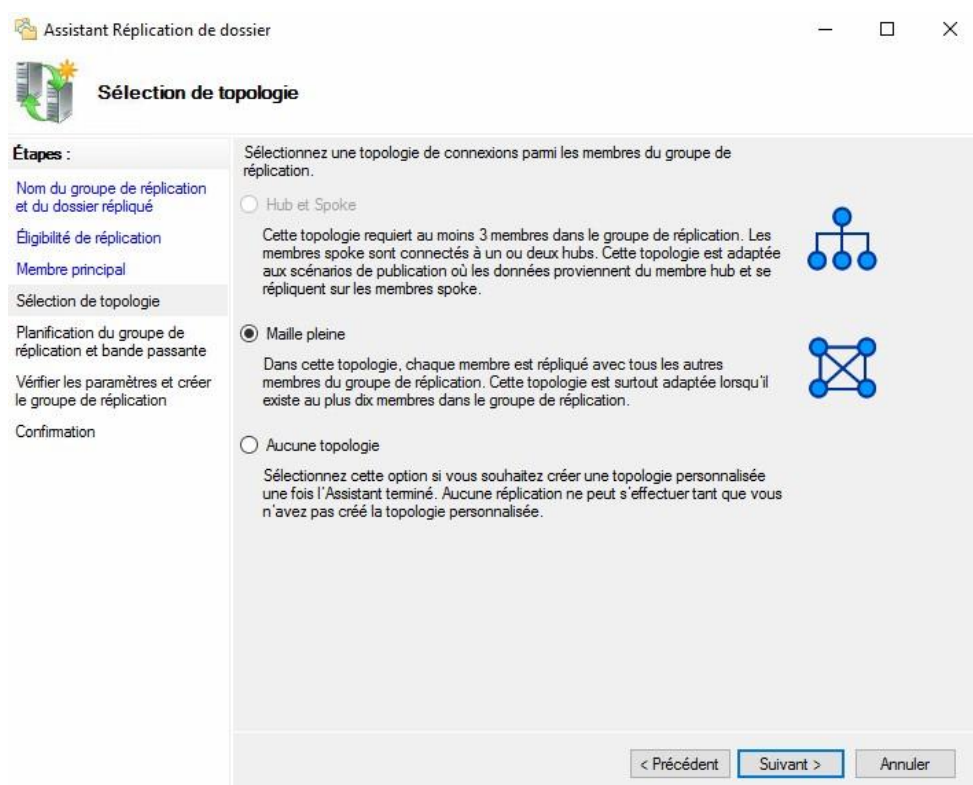 Assistant Réplication de dossier
Sélection de topologie
Étapes :
Nom du groupe de réplication
et du dossier répliqué
Éligibilité de réplication
Membre principal
Sélection de topologie
Planification du groupe de
réplication et bande passante
Vérifier les paramètres et créer
le groupe de réplication
Confirmation
Sélectionnez une topologie de connexions parmi les membres du groupe de
réplication.
Hub et Spoke
Cette topologie requiert au moins 3 membres dans le groupe de réplication. Les
membres spoke sont connectés à un ou deux hubs. Cette topologie est adaptée
aux scénarios de publication où les données proviennent du membre hub et se
répliquent sur les membres spoke.
Maille pleine
Dans cette topologie, chaque membre est répliqué avec tous les autres
membres du groupe de réplication. Cette topologie est surtout adaptée lorsqu'il
existe au plus dix membres dans le groupe de réplication.
Aucune topologie
Sélectionnez cette option si vous souhaitez créer une topologie personnalisée
une fois l'Assistant terminé. Aucune réplication ne peut s'effectuer tant que vous
n'avez pas créé la topologie personnalisée.
< Précédent
Suivant >
Annuler